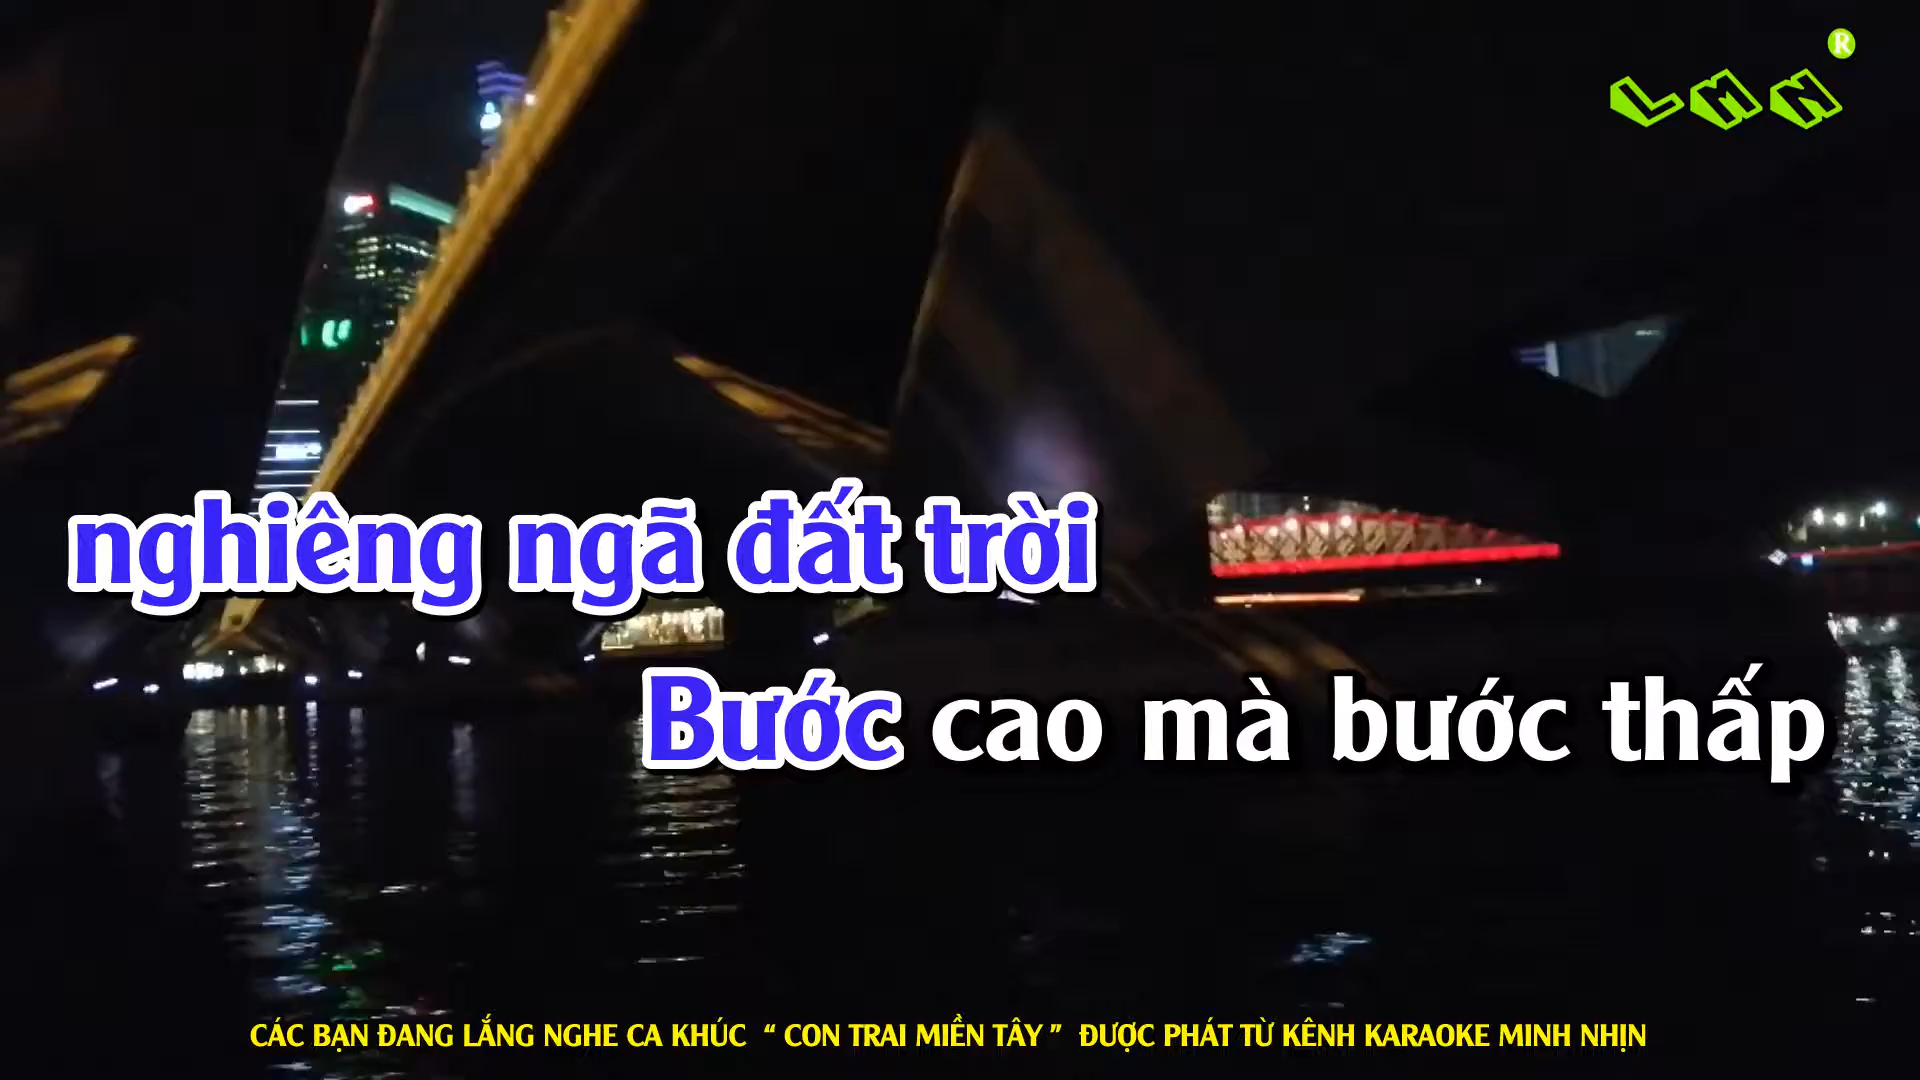 LMN ®
nghiêng ngã đất trời
Bước cao mà bước thấp
CÁC BẠN ĐANG LẮNG NGHE CA KHÚC “ CON TRAI MIỀN TÂY ” ĐƯỢC PHÁT TỪ KÊNH KARAOKE MINH NHỊN